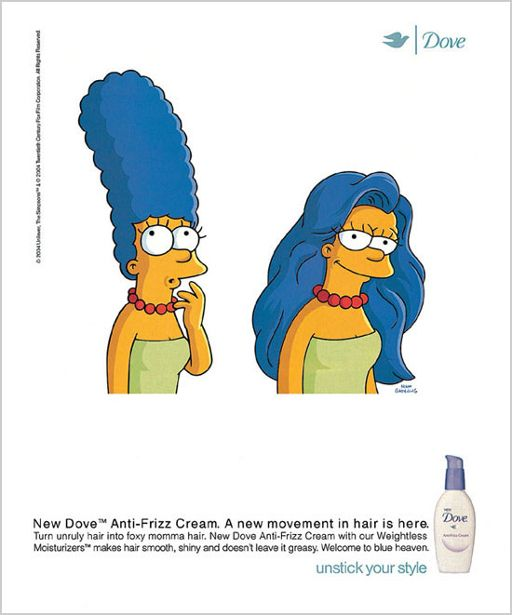 Dove
© 2004 Unilever, The Simpsons™ & © 2004 Twentieth Century Fox Film Corporation. All Rights Reserved.
MATT GROENING
New Dove™ Anti-Frizz Cream. A new movement in hair is here.
Turn unruly hair into foxy momma hair. New Dove Anti-Frizz Cream with our Weightless
Moisturizers™ makes hair smooth, shiny and doesn't leave it greasy. Welcome to blue heaven.
unstick your style
NEW
Dove
Anti-Frizz Cream